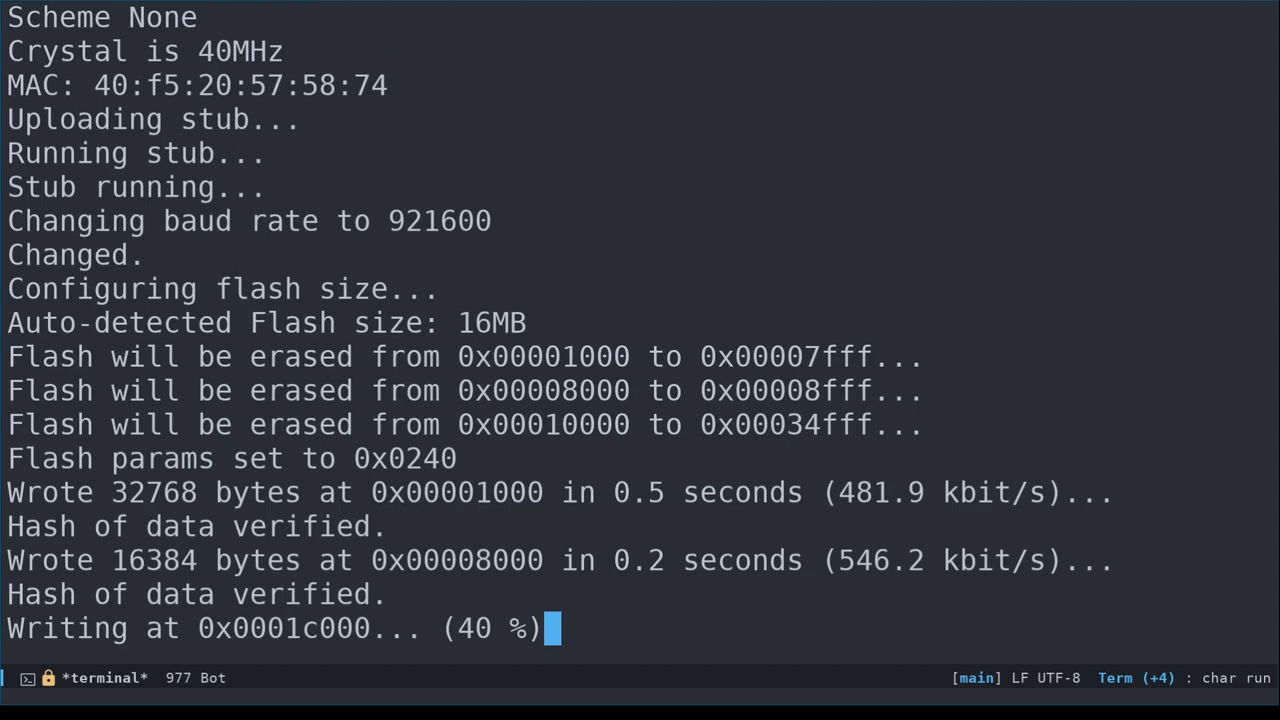 Scheme None
Crystal is 40MHz
MAC: 40:f5:20:57:58:74
Uploading stub...
Running stub...
Stub running...
Changing baud rate to 921600
Changed.
Configuring flash size...
Auto-detected Flash size: 16MB
Flash will be erased from 0x00001000 to 0x00007fff...
Flash will be erased from 0x00008000 to 0x00008fff...
Flash will be erased from 0x00010000 to 0x00034fff...
Flash params set to 0x0240
Wrote 32768 bytes at 0x00001000 in 0.5 seconds (481.9 kbit/s)...
Hash of data verified.
Wrote 16384 bytes at 0x00008000 in 0.2 seconds (546.2 kbit/s)...
Hash of data verified.
Writing at 0x0001c000... (40 %)
*terminal* 977 Bot [main] LF UTF-8 Term (+4) : char run